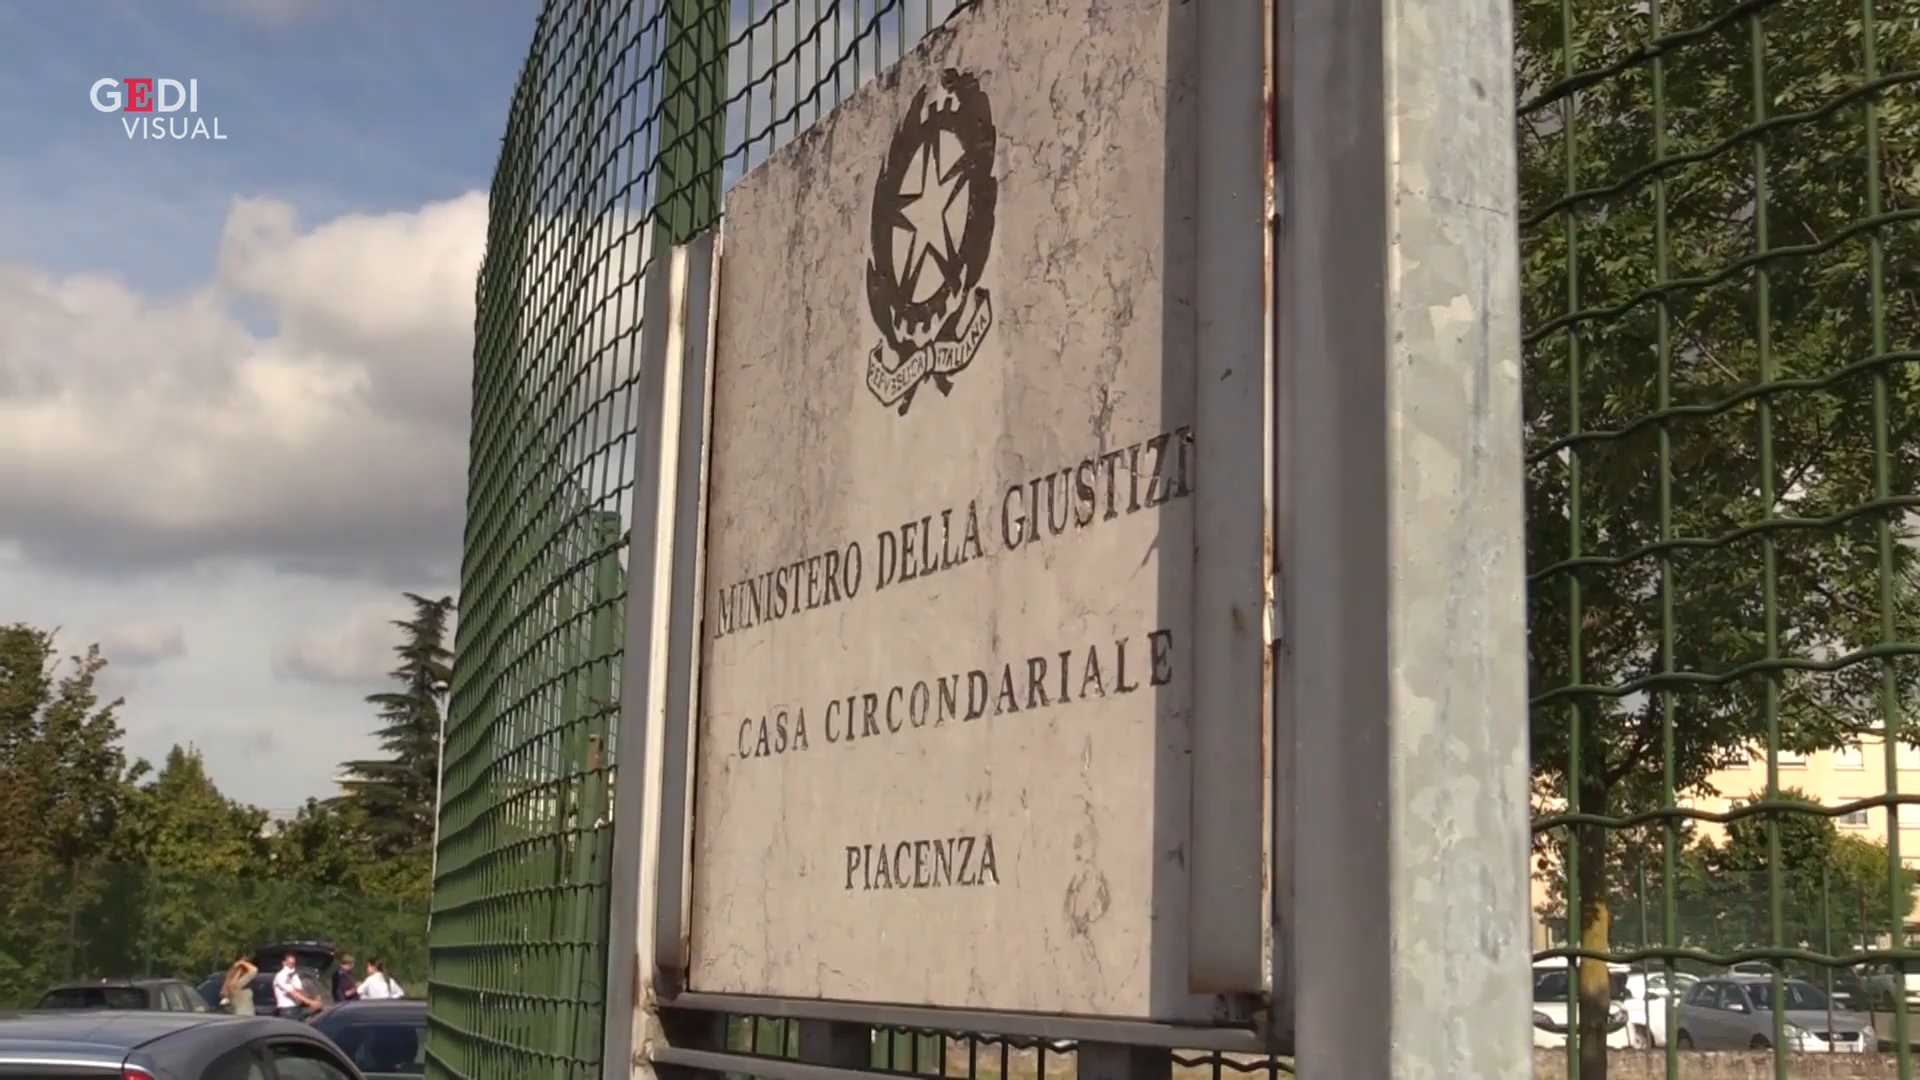 GEDI
VISUAL
REPVBBLICA ITALIANA
MINISTERO DELLA GIUSTIZI
CASA CIRCONDARIALE
PIACENZA